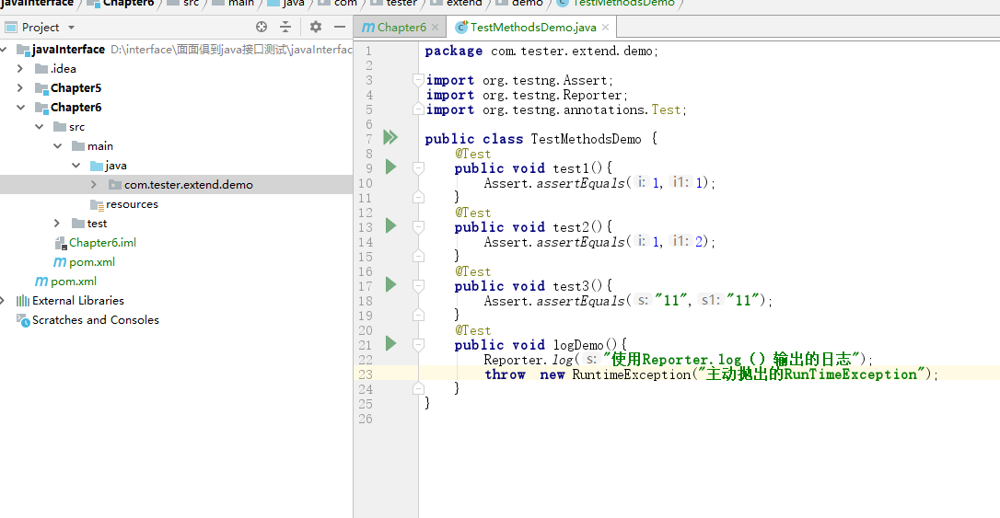 javaInterface Chapter6 src main java com tester extend demo TestMethodsDemo
Project
Chapter6
TestMethodsDemo.java
javaInterface D:\interface\面面俱到java接口测试\javaInterfac
.idea
Chapter5
Chapter6
src
main
java
com.tester.extend.demo
resources
test
Chapter6.iml
m pom.xml
m pom.xml
External Libraries
Scratches and Consoles
1 package com.tester.extend.demo;
2
3 import org.testng.Assert;
4 import org.testng.Reporter;
5 import org.testng.annotations.Test;
6
7 public class TestMethodsDemo {
8 @Test
9 public void test1(){
10 Assert.assertEquals( i: 1, i1: 1);
11 }
12 @Test
13 public void test2(){
14 Assert.assertEquals( i: 1, i1: 2);
15 }
16 @Test
17 public void test3(){
18 Assert.assertEquals( s: "11", s1: "11");
19 }
20 @Test
21 public void logDemo(){
22 Reporter.log( s: "使用Reporter.log（）输出的日志");
23 throw  new RuntimeException("主动抛出的RunTimeException");
24 }
25 }
26